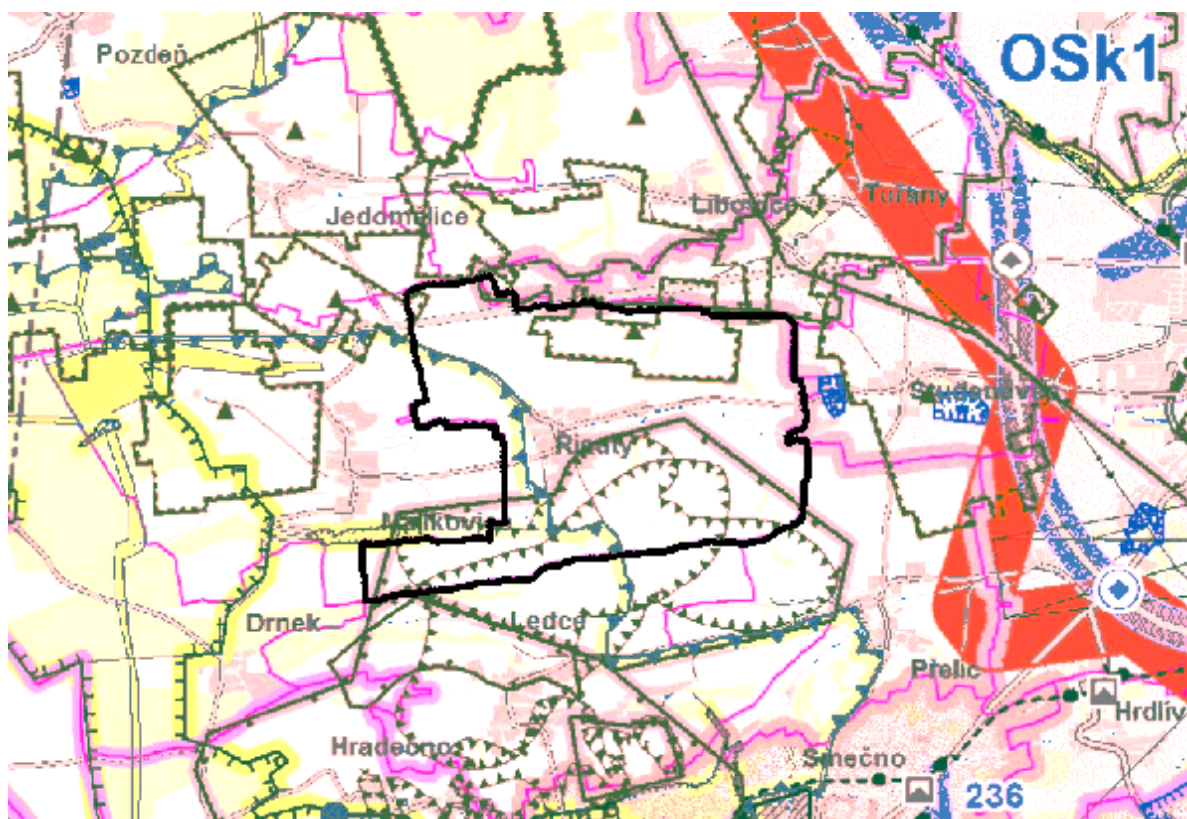 Pozdeň
OSk1
Jedomělice
Libovice
Tuřany
Studeněves
Řisuty
Malíkovice
Drnek
Ledce
Přelíc
Hrdlív
Hradečno
Smečno
236